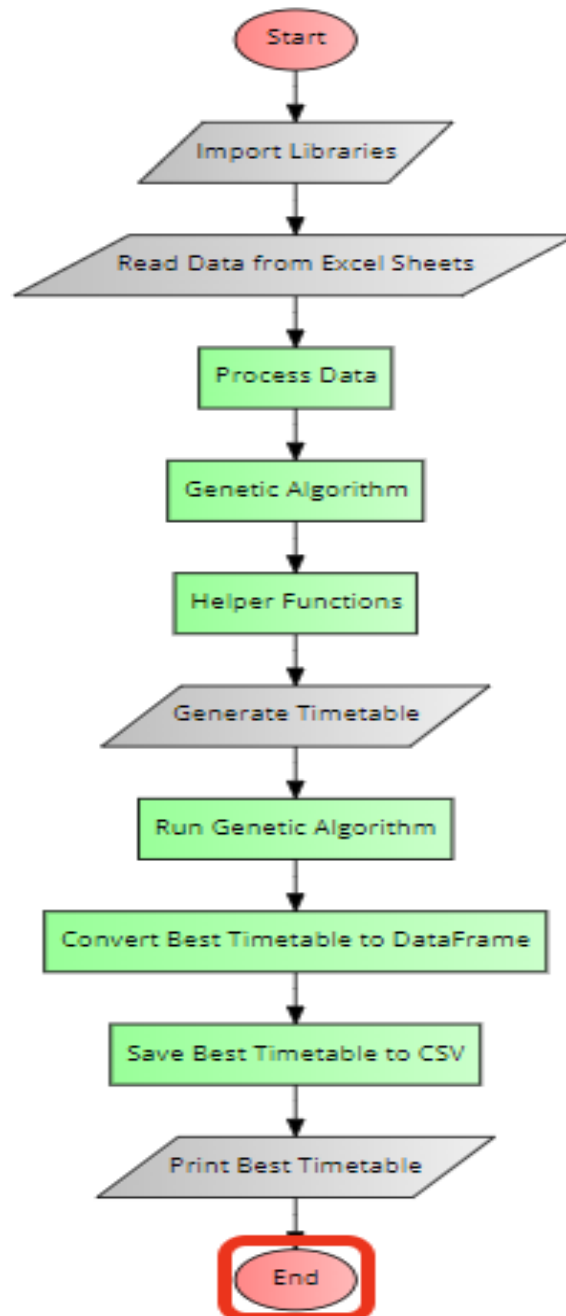 Start
Import Libraries
Read Data from Excel Sheets
Process Data
Genetic Algorithm
Helper Functions
Generate Timetable
Run Genetic Algorithm
Convert Best Timetable to DataFrame
Save Best Timetable to CSV
Print Best Timetable
End